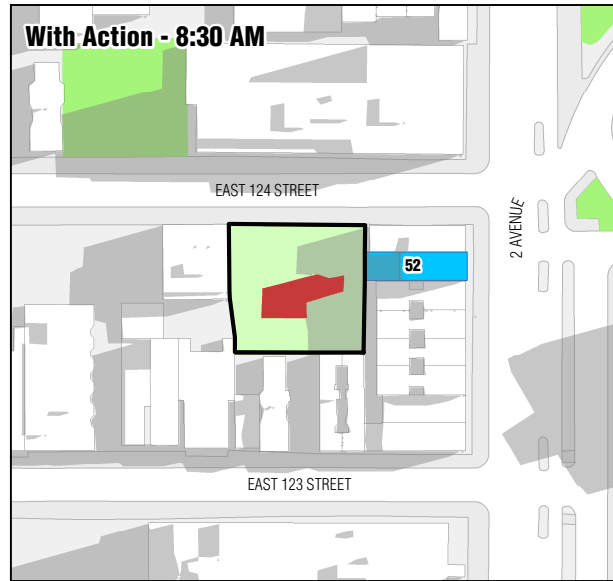 With Action - 8:30 AM
EAST 124 STREET
2 AVENUE
52
EAST 123 STREET